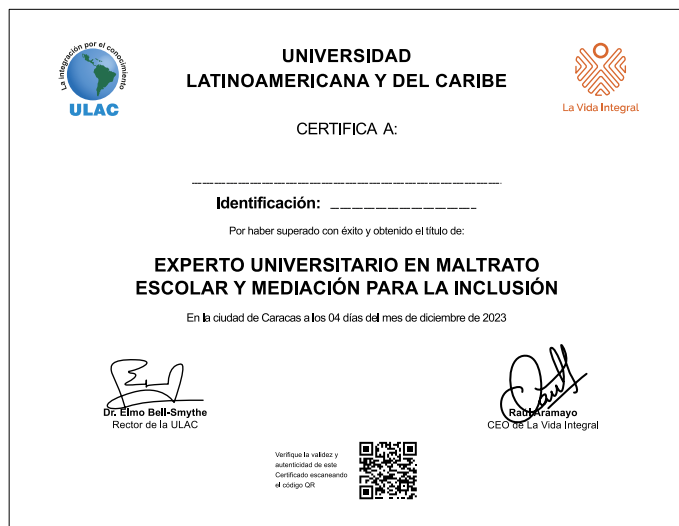 La integración por el conocimiento
ULAC
UNIVERSIDAD
LATINOAMERICANA Y DEL CARIBE
La Vida Integral
CERTIFICA A:
Identificación:
Por haber superado con éxito y obtenido el título de:
EXPERTO UNIVERSITARIO EN MALTRATO
ESCOLAR Y MEDIACIÓN PARA LA INCLUSIÓN
En la ciudad de Caracas a los 04 días del mes de diciembre de 2023
Dr. Elmo Bell-Smythe
Rector de la ULAC
Raúl Aramayo
CEO de La Vida Integral
Verifique la validez y
autenticidad de este
Certificado escaneando
el código QR